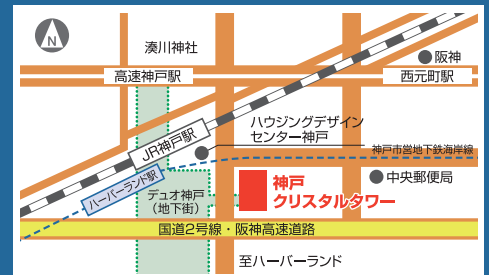 N
湊川神社
阪神
高速神戸駅
西元町駅
ハウジングデザイン
センター神戸
JR神戸駅
神戸市営地下鉄海岸線
ハーバーランド駅
デュオ神戸
(地下街)
神戸
クリスタルタワー
中央郵便局
国道2号線・阪神高速道路
至ハーバーランド